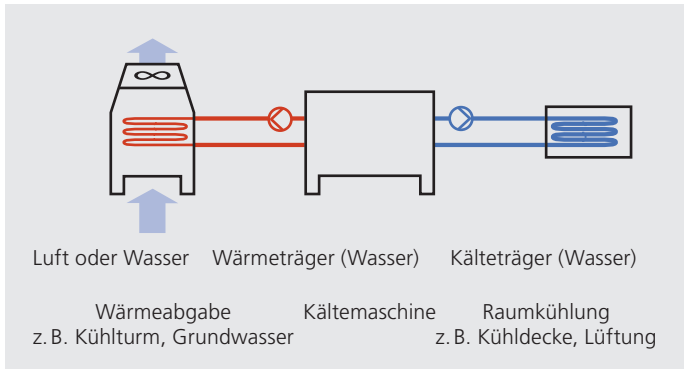 Luft oder Wasser Wärmeträger (Wasser) Kälteträger (Wasser)
Wärmeabgabe Kältemaschine Raumkühlung
z. B. Kühlturm, Grundwasser z. B. Kühldecke, Lüftung